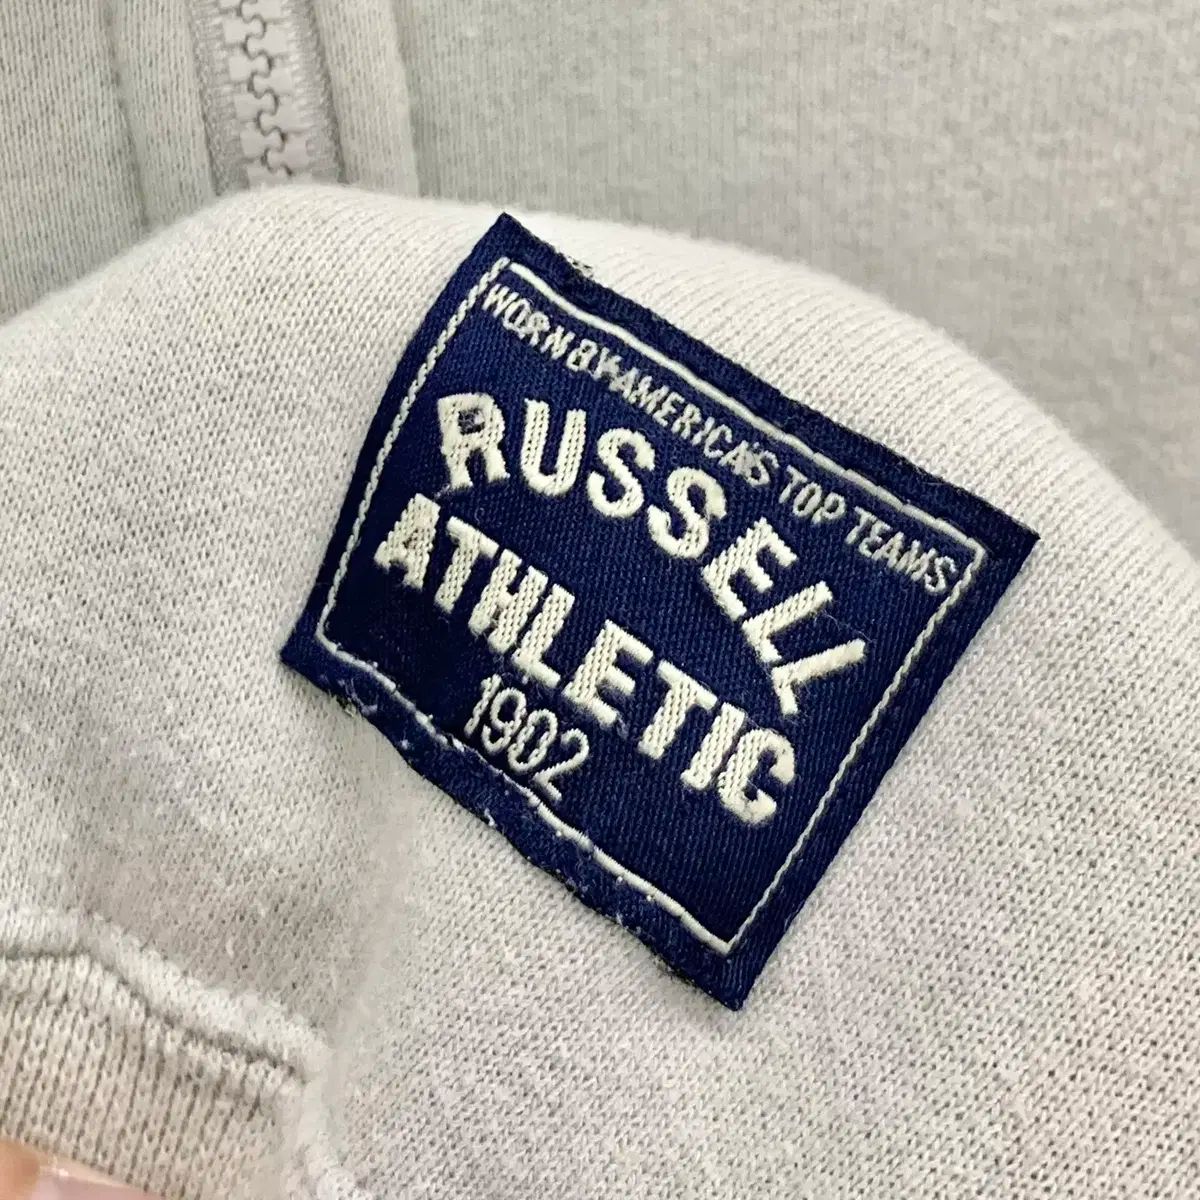 WORN BY AMERICA'S TOP TEAMS
RUSSELL
ATHLETIC
1902